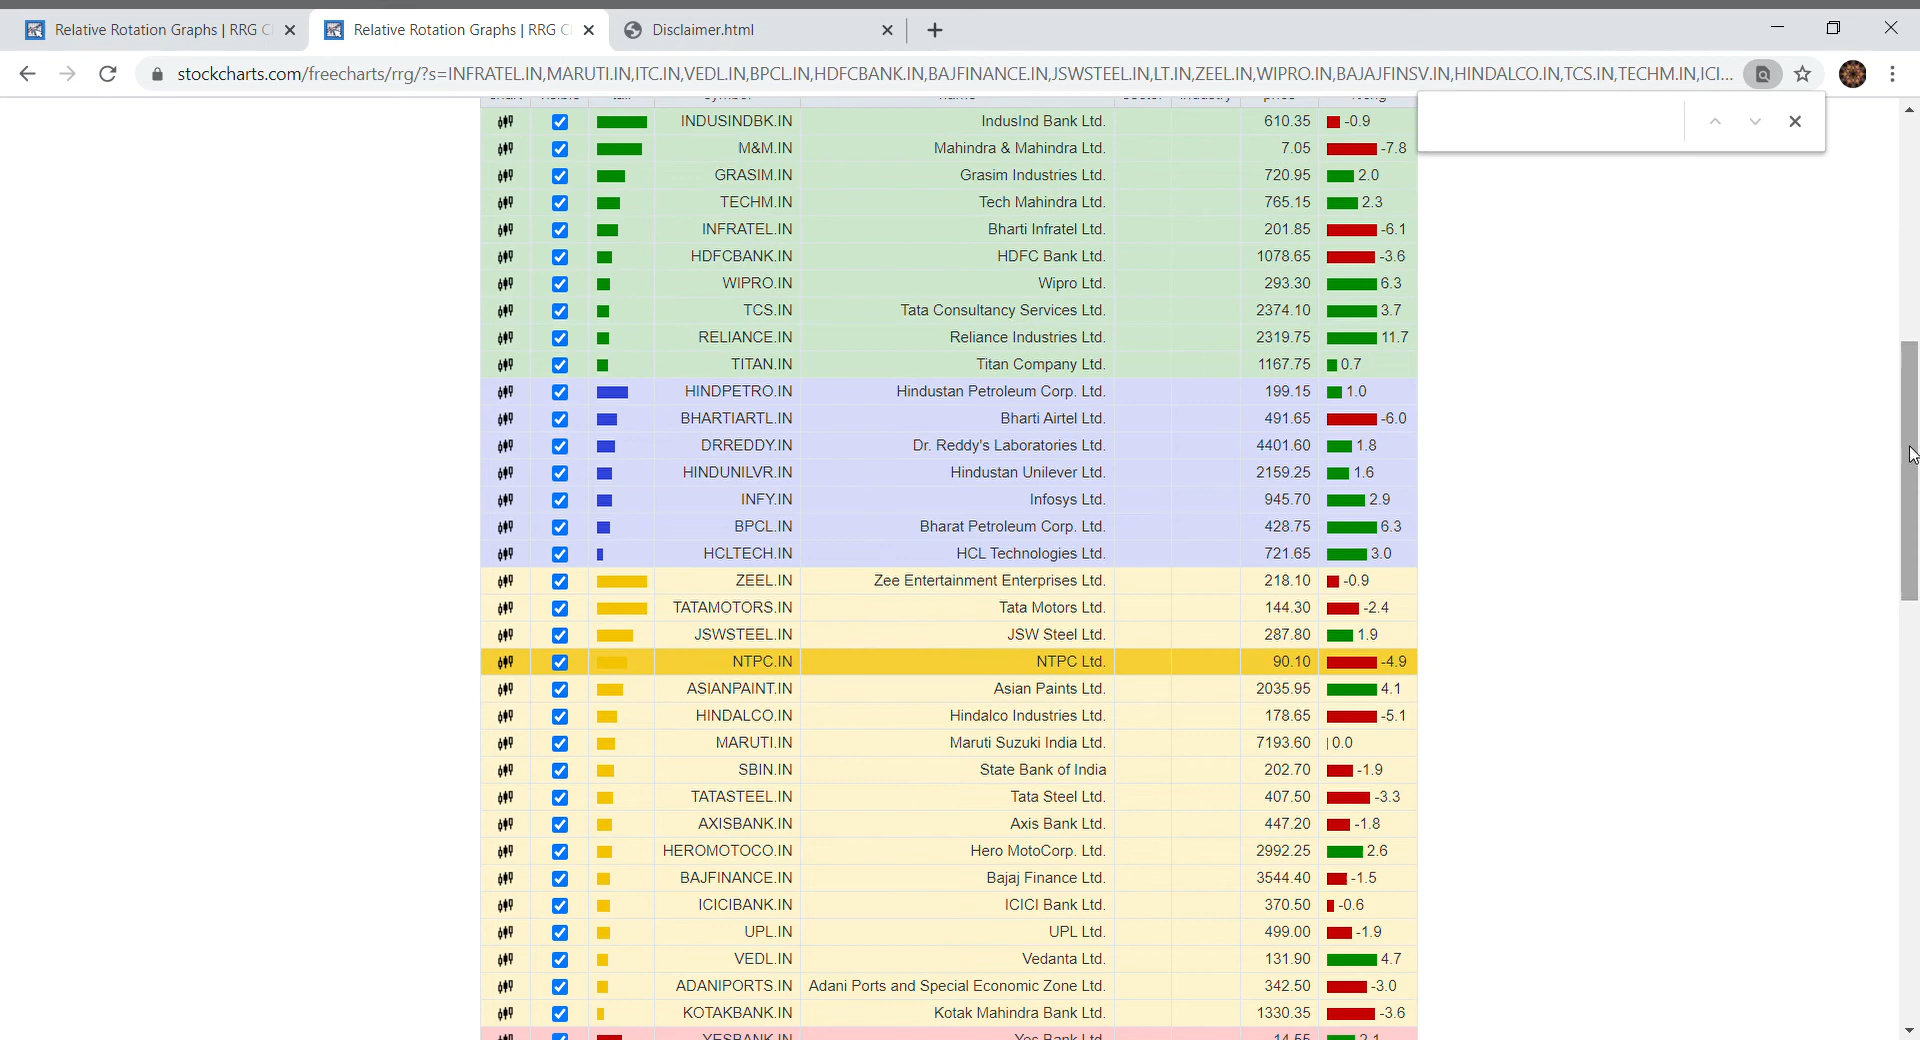 Relative Rotation Graphs | RRG C
Relative Rotation Graphs | RRG C
Disclaimer.html
stockcharts.com/freecharts/rrg/?s=INFRATEL.IN,MARUTI.IN,ITC.IN,VEDL.IN,BPCL.IN,HDFCBANK.IN,BAJFINANCE.IN,JSWSTEEL.IN,LT.IN,ZEEL.IN,WIPRO.IN,BAJAJFINSV.IN,HINDALCO.IN,TCS.IN,TECHM.IN,ICI...
INDUSINDBK.IN IndusInd Bank Ltd. 610.35 -0.9
M&M.IN Mahindra & Mahindra Ltd. 7.05 -7.8
GRASIM.IN Grasim Industries Ltd. 720.95 2.0
TECHM.IN Tech Mahindra Ltd. 765.15 2.3
INFRATEL.IN Bharti Infratel Ltd. 201.85 -6.1
HDFCBANK.IN HDFC Bank Ltd. 1078.65 -3.6
WIPRO.IN Wipro Ltd. 293.30 6.3
TCS.IN Tata Consultancy Services Ltd. 2374.10 3.7
RELIANCE.IN Reliance Industries Ltd. 2319.75 11.7
TITAN.IN Titan Company Ltd. 1167.75 0.7
HINDPETRO.IN Hindustan Petroleum Corp. Ltd. 199.15 1.0
BHARTIARTL.IN Bharti Airtel Ltd. 491.65 -6.0
DRREDDY.IN Dr. Reddy's Laboratories Ltd. 4401.60 1.8
HINDUNILVR.IN Hindustan Unilever Ltd. 2159.25 1.6
INFY.IN Infosys Ltd. 945.70 2.9
BPCL.IN Bharat Petroleum Corp. Ltd. 428.75 6.3
HCLTECH.IN HCL Technologies Ltd. 721.65 3.0
ZEEL.IN Zee Entertainment Enterprises Ltd. 218.10 -0.9
TATAMOTORS.IN Tata Motors Ltd. 144.30 -2.4
JSWSTEEL.IN JSW Steel Ltd. 287.80 1.9
NTPC.IN NTPC Ltd. 90.10 -4.9
ASIANPAINT.IN Asian Paints Ltd. 2035.95 4.1
HINDALCO.IN Hindalco Industries Ltd. 178.65 -5.1
MARUTI.IN Maruti Suzuki India Ltd. 7193.60 0.0
SBIN.IN State Bank of India 202.70 -1.9
TATASTEEL.IN Tata Steel Ltd. 407.50 -3.3
AXISBANK.IN Axis Bank Ltd. 447.20 -1.8
HEROMOTOCO.IN Hero MotoCorp. Ltd. 2992.25 2.6
BAJFINANCE.IN Bajaj Finance Ltd. 3544.40 -1.5
ICICIBANK.IN ICICI Bank Ltd. 370.50 -0.6
UPL.IN UPL Ltd. 499.00 -1.9
VEDL.IN Vedanta Ltd. 131.90 4.7
ADANIPORTS.IN Adani Ports and Special Economic Zone Ltd. 342.50 -3.0
KOTAKBANK.IN Kotak Mahindra Bank Ltd. 1330.35 -3.6
YESBANK.IN Yes Bank Ltd. 14.55 2.1